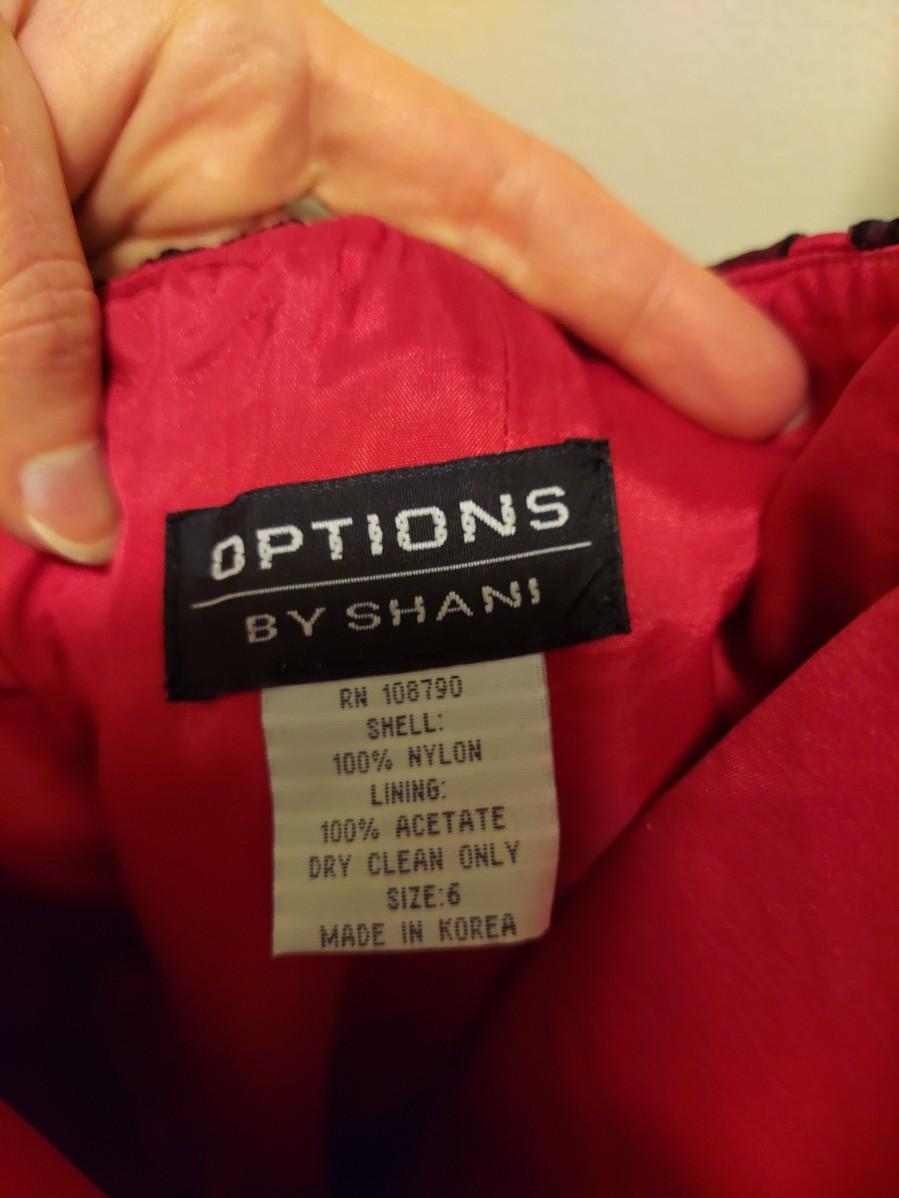 OPTIONS
BY SHANI
RN 108790
SHELL:
100% NYLON
LINING:
100% ACETATE
DRY CLEAN ONLY
SIZE:6
MADE IN KOREA